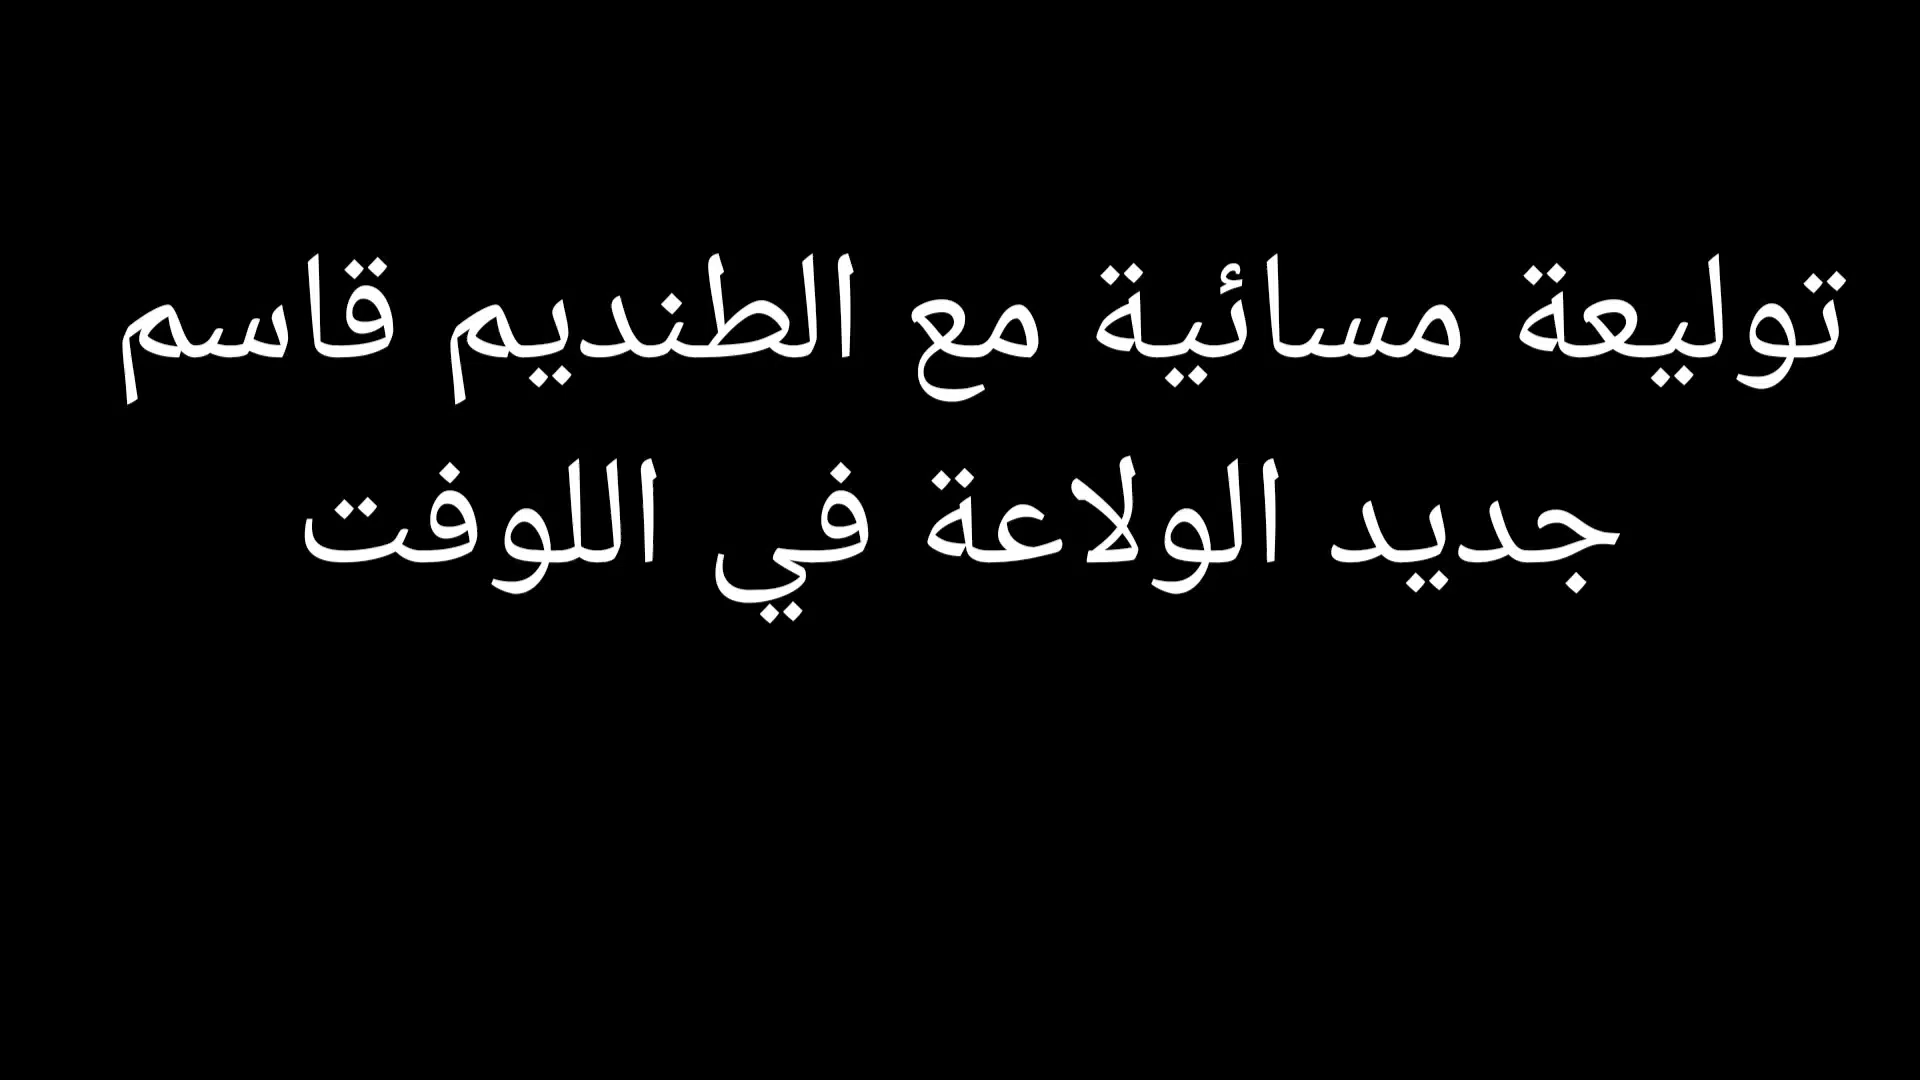 توليعة مسائية مع الطنديم قاسم
جديد الولاعة في اللوفت